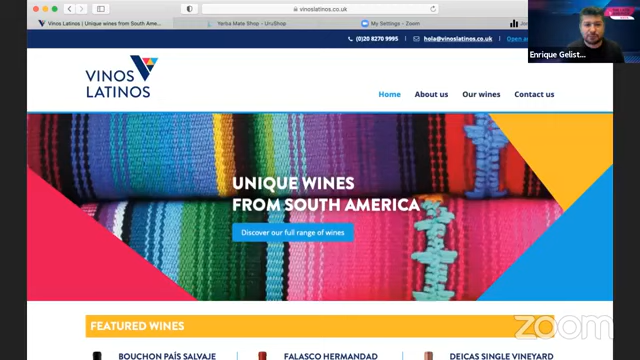 vinoslatinos.co.uk
Vinos Latinos | Unique wines from South Ame...
Yerba Mate Shop - UruShop
My Settings - Zoom
(0)20 8270 9995
hola@vinoslatinos.co.uk
Enrique Gelist...
VINOS
LATINOS
Home
About us
Our wines
Contact us
UNIQUE WINES
FROM SOUTH AMERICA
Discover our full range of wines
zoom
FEATURED WINES
BOUCHON PAÍS SALVAJE
FALASCO HERMANDAD
DEICAS SINGLE VINEYARD